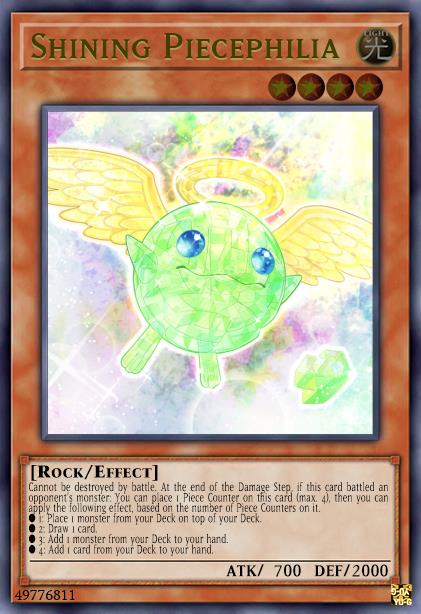 Shining Piecephilia
LIGHT
光
[Rock/Effect]
Cannot be destroyed by battle. At the end of the Damage Step, if this card battled an
opponent's monster: You can place 1 Piece Counter on this card (max. 4), then you can
apply the following effect, based on the number of Piece Counters on it.
● 1: Place 1 monster from your Deck on top of your Deck.
● 2: Draw 1 card.
● 3: Add 1 monster from your Deck to your hand.
● 4: Add 1 card from your Deck to your hand.
ATK/ 700 DEF/2000
49776811